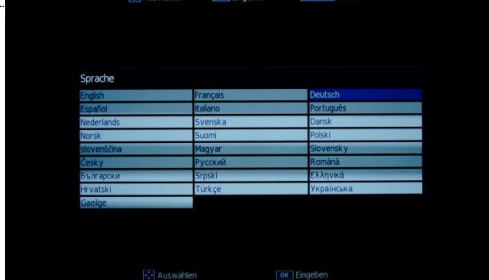 Sprache
English Français Deutsch
Español Italiano Português
Nederlands Svenska Dansk
Norsk Suomi Polski
slovenščina Magyar Slovensky
Česky Русский Română
Български Srpski Ελληνικά
Hrvatski Türkçe Українська
Gaeilge
Auswählen OK Eingeben